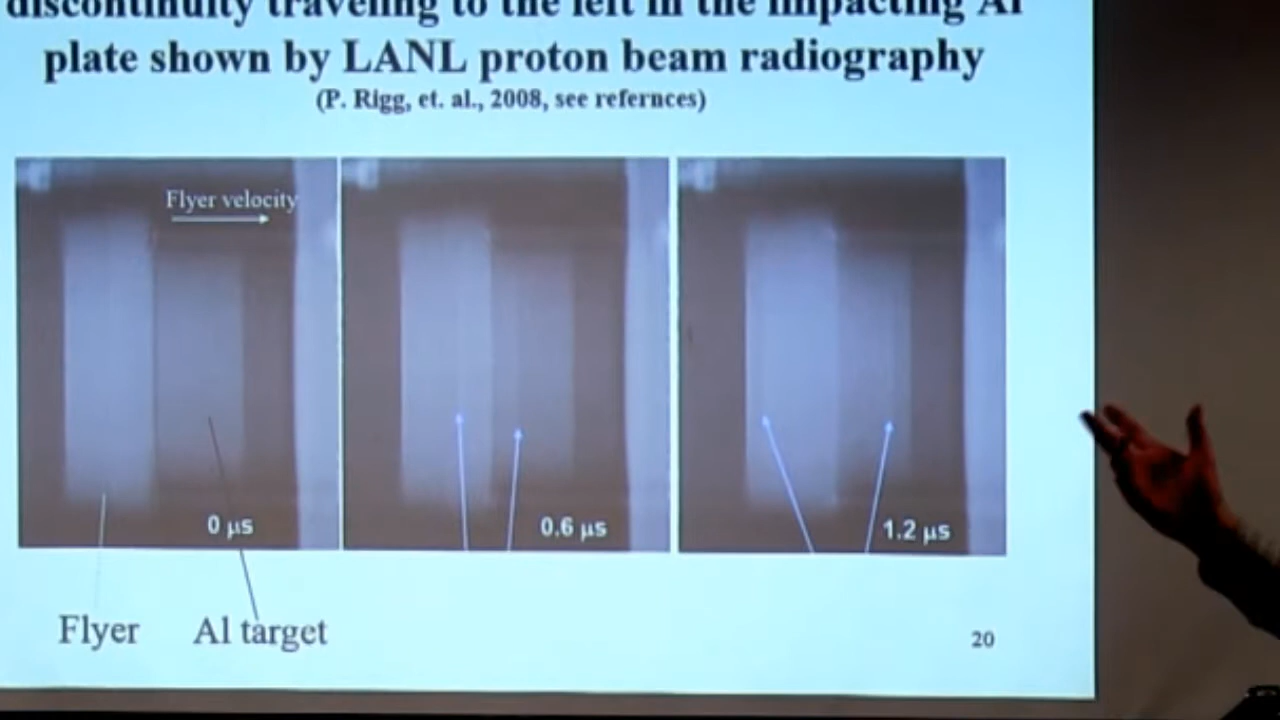 discontinuity traveling to the left in the impacting Al
plate shown by LANL proton beam radiography
(P. Rigg, et. al., 2008, see refernces)
Flyer velocity
0 µs
0.6 µs
1.2 µs
Flyer
Al target
20